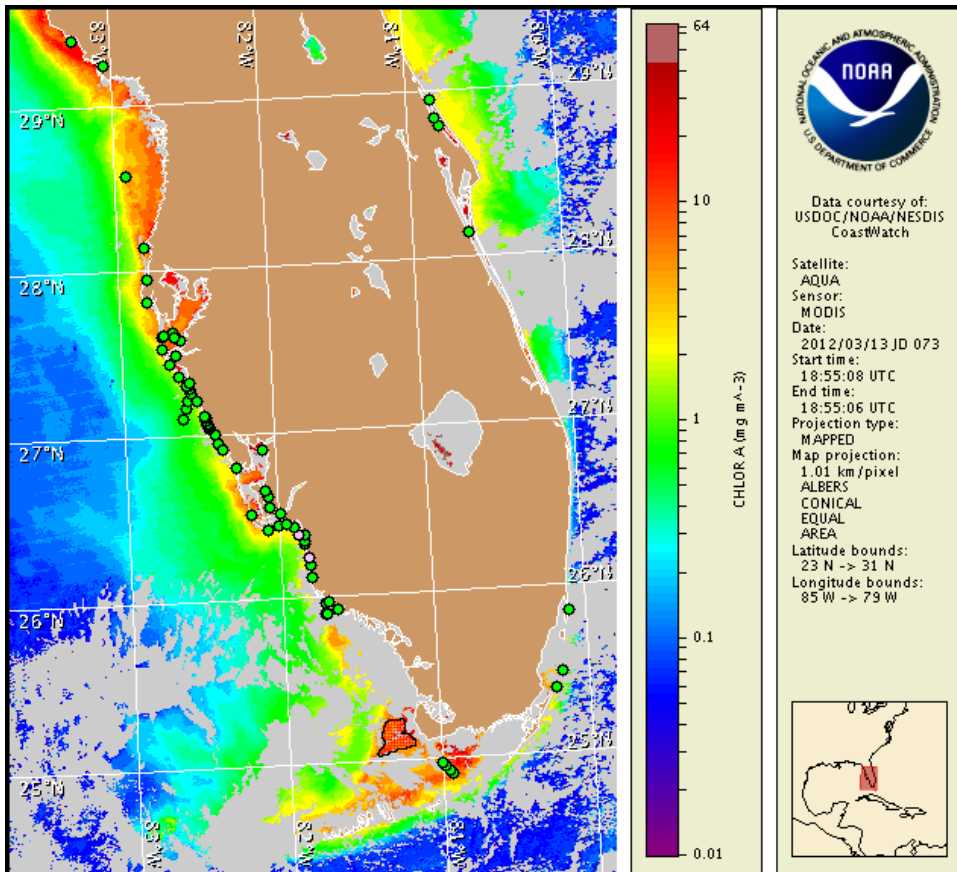 83°W
82°W
81°W
80°W
29°N
29°N
28°N
28°N
27°N
27°N
26°N
26°N
25°N
25°N
83°W
82°W
81°W
64
10
1
0.1
0.01
CHLOR A (mg m^-3)
NATIONAL OCEANIC AND ATMOSPHERIC ADMINISTRATION
NOAA
U.S. DEPARTMENT OF COMMERCE
Data courtesy of:
USDOC/NOAA/NESDIS
CoastWatch
Satellite:
AQUA
Sensor:
MODIS
Date:
2012/03/13 JD 073
Start time:
18:55:08 UTC
End time:
18:55:06 UTC
Projection type:
MAPPED
Map projection:
1.01 km/pixel
ALBERS
CONICAL
EQUAL
AREA
Latitude bounds:
23 N -> 31 N
Longitude bounds:
85 W -> 79 W